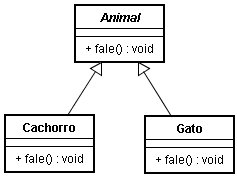 Animal
+ fale() : void
Cachorro
+ fale() : void
Gato
+ fale() : void